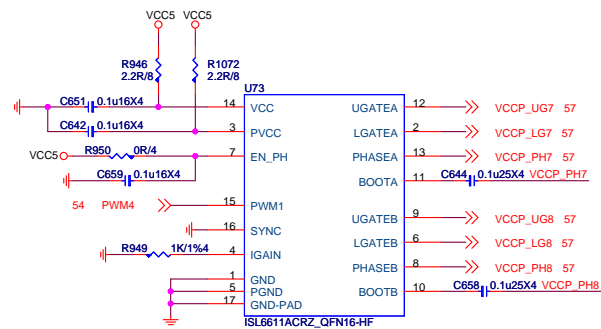 VCC5 VCC5
R946 R1072
2.2R/8 2.2R/8
U73
C651 0.1u16X4 14 VCC UGATEA 12 VCCP_UG7 57
C642 0.1u16X4 3 PVCC LGATEA 2 VCCP_LG7 57
VCC5 R950 0R/4 7 EN_PH PHASEA 13 VCCP_PH7 57
C659 0.1u16X4 BOOTA 11 C644 0.1u25X4 VCCP_PH7
54 PWM4 15 PWM1
UGATEB 9 VCCP_UG8 57
16 SYNC
R949 1K/1%4 4 IGAIN LGATEB 6 VCCP_LG8 57
PHASEB 8 VCCP_PH8 57
1 GND
5 PGND BOOTB 10 C658 0.1u25X4 VCCP_PH8
17 GND-PAD
ISL6611ACRZ_QFN16-HF